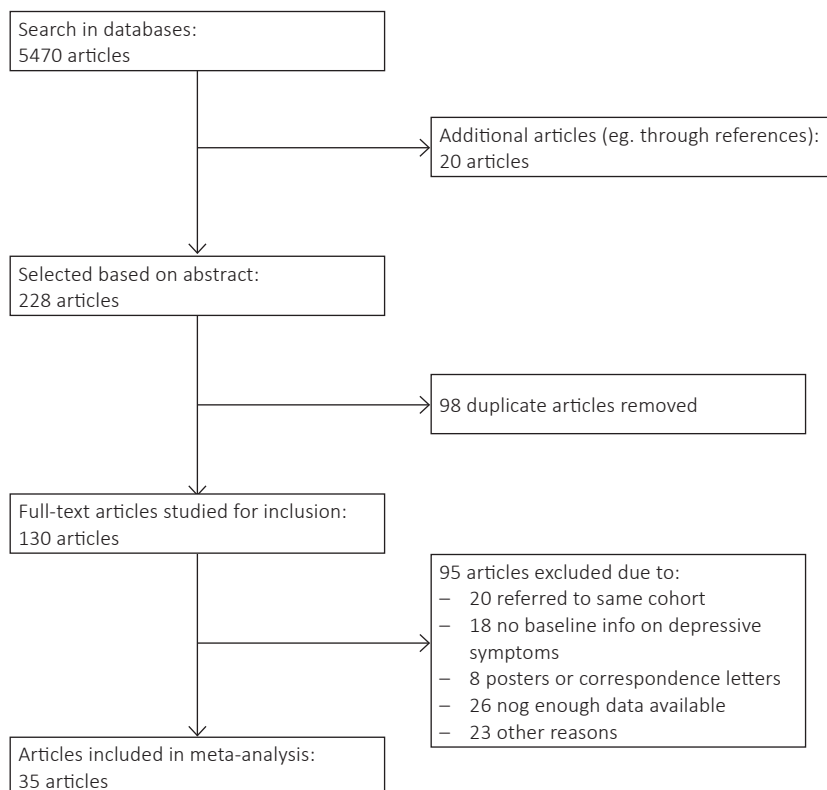 Search in databases:
5470 articles
Additional articles (eg. through references):
20 articles
Selected based on abstract:
228 articles
98 duplicate articles removed
Full-text articles studied for inclusion:
130 articles
95 articles excluded due to:
– 20 referred to same cohort
– 18 no baseline info on depressive
symptoms
– 8 posters or correspondence letters
– 26 nog enough data available
– 23 other reasons
Articles included in meta-analysis:
35 articles